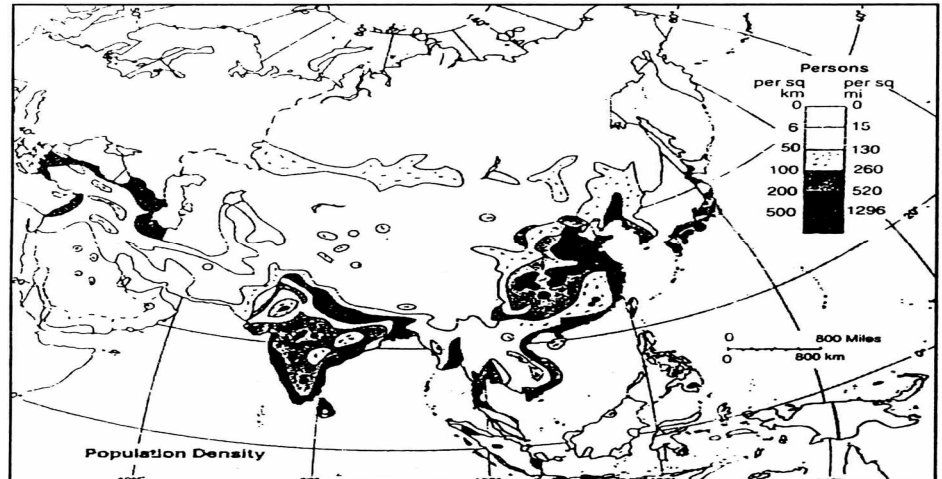 Persons
per sq km per sq mi
0 0
6 15
50 130
100 260
200 520
500 1296
0 800 Miles
0 800 km
Population Density